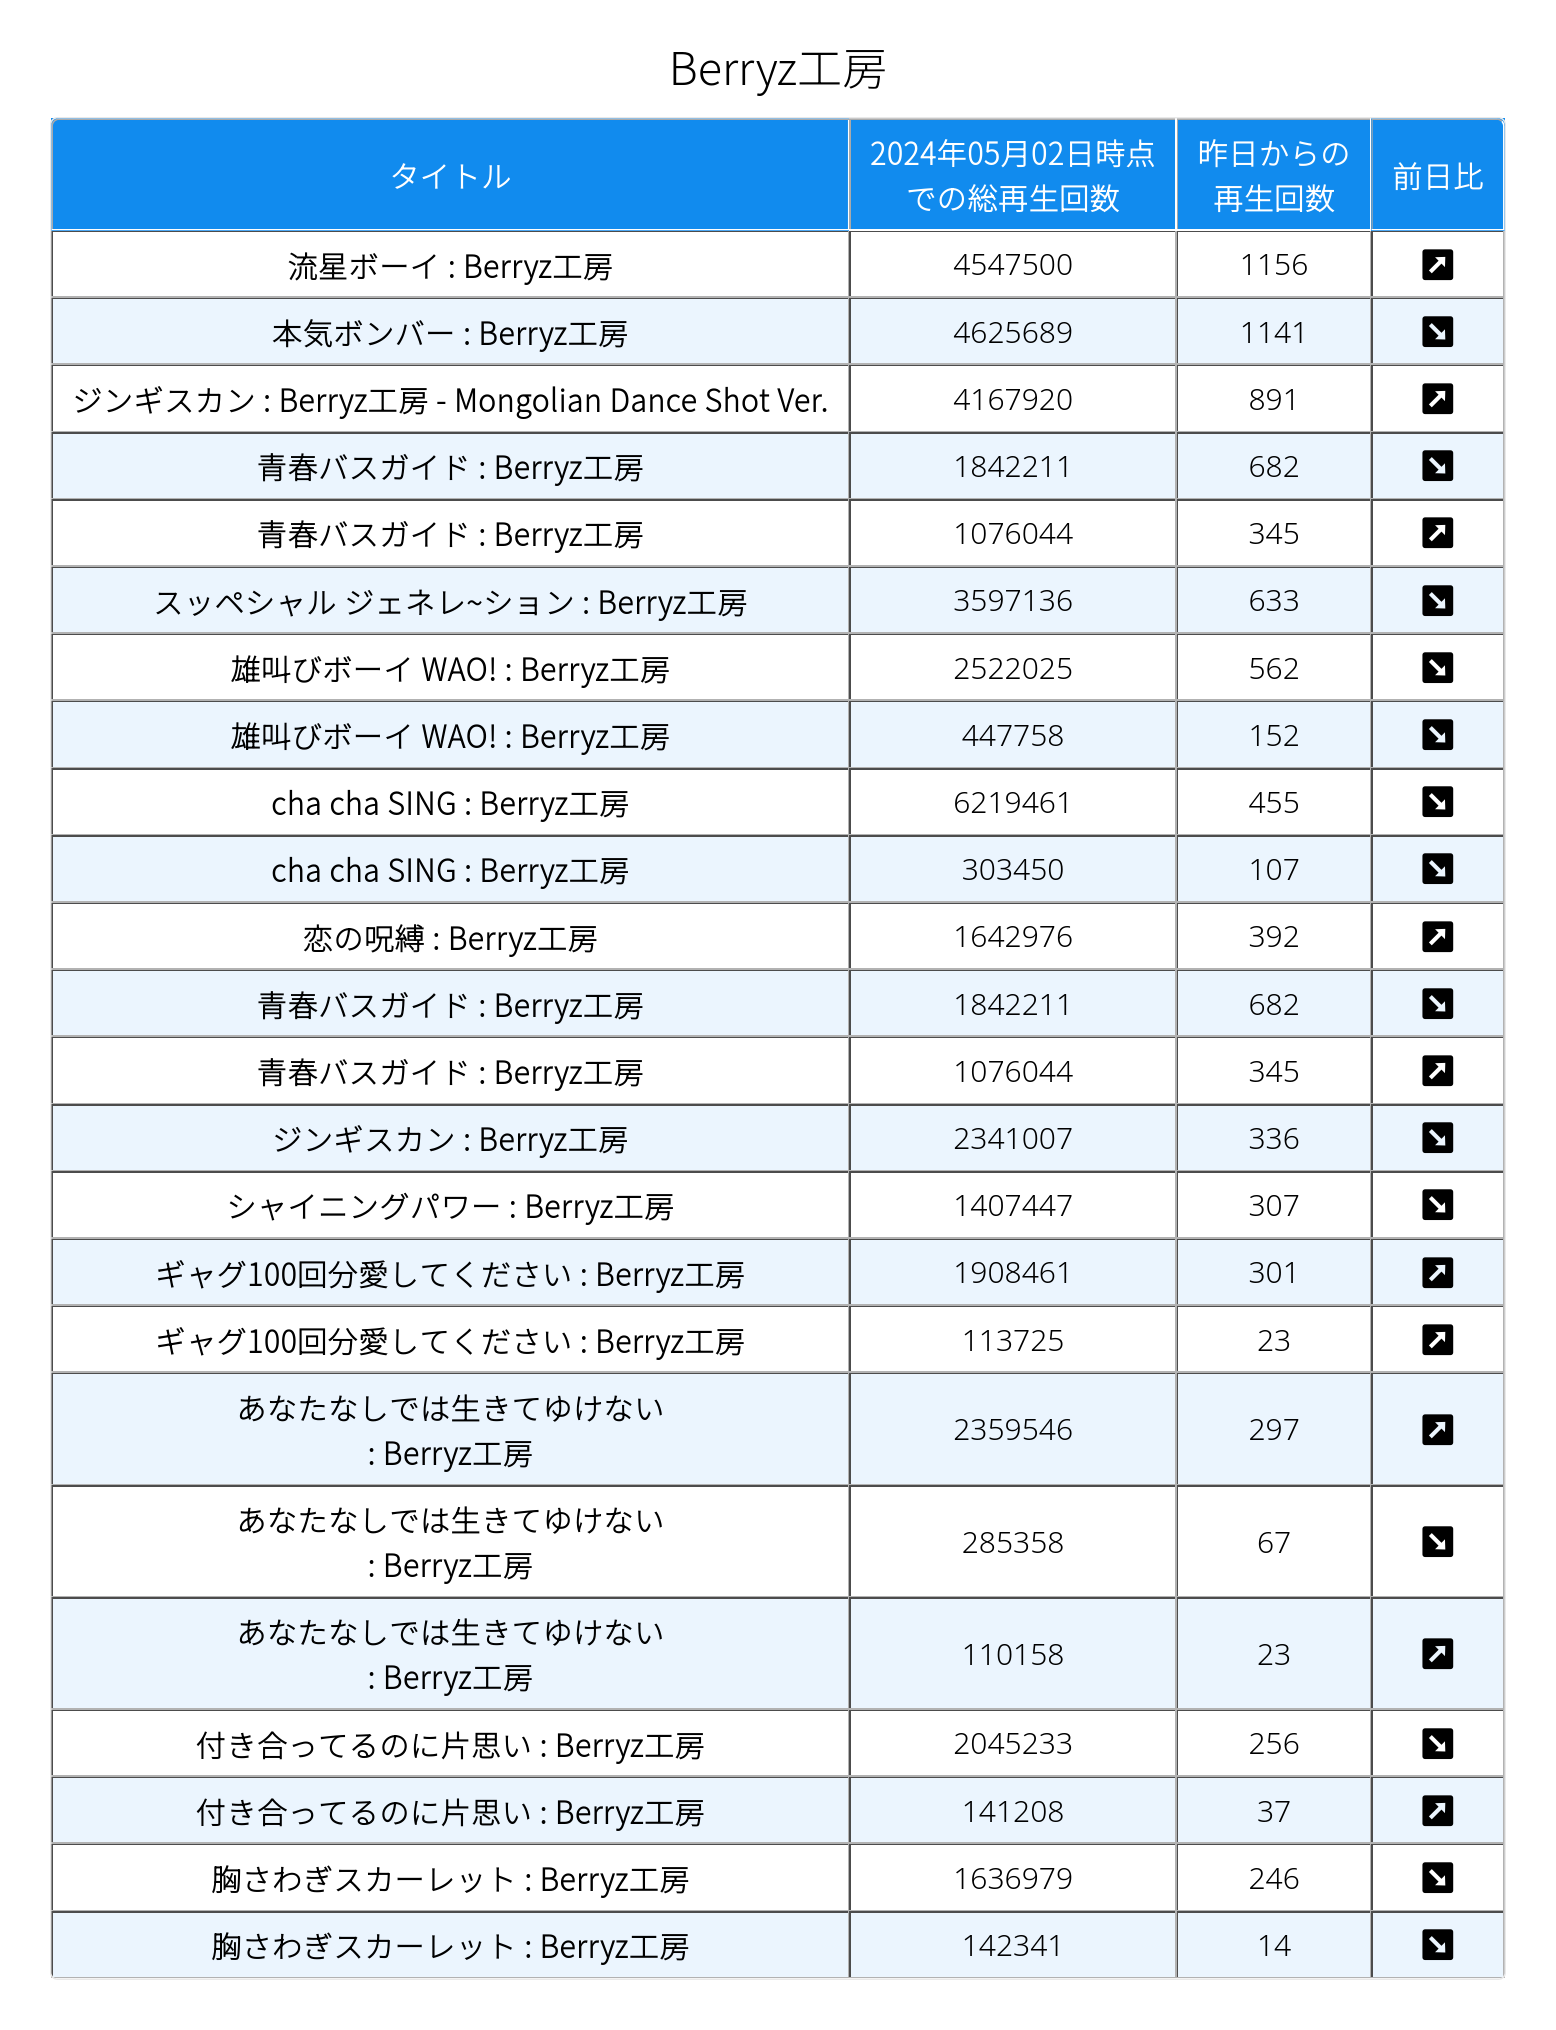 Berryz工房
タイトル 2024年05月02日時点 昨日からの 前日比
での総再生回数 再生回数
流星ボーイ : Berryz工房 4547500 1156
本気ボンバー : Berryz工房 4625689 1141
ジンギスカン : Berryz工房 - Mongolian Dance Shot Ver. 4167920 891
青春バスガイド : Berryz工房 1842211 682
青春バスガイド : Berryz工房 1076044 345
スッペシャル ジェネレ~ション : Berryz工房 3597136 633
雄叫びボーイ WAO! : Berryz工房 2522025 562
雄叫びボーイ WAO! : Berryz工房 447758 152
cha cha SING : Berryz工房 6219461 455
cha cha SING : Berryz工房 303450 107
恋の呪縛 : Berryz工房 1642976 392
青春バスガイド : Berryz工房 1842211 682
青春バスガイド : Berryz工房 1076044 345
ジンギスカン : Berryz工房 2341007 336
シャイニングパワー : Berryz工房 1407447 307
ギャグ100回分愛してください : Berryz工房 1908461 301
ギャグ100回分愛してください : Berryz工房 113725 23
あなたなしでは生きてゆけない
: Berryz工房 2359546 297
あなたなしでは生きてゆけない
: Berryz工房 285358 67
あなたなしでは生きてゆけない
: Berryz工房 110158 23
付き合ってるのに片思い : Berryz工房 2045233 256
付き合ってるのに片思い : Berryz工房 141208 37
胸さわぎスカーレット : Berryz工房 1636979 246
胸さわぎスカーレット : Berryz工房 142341 14